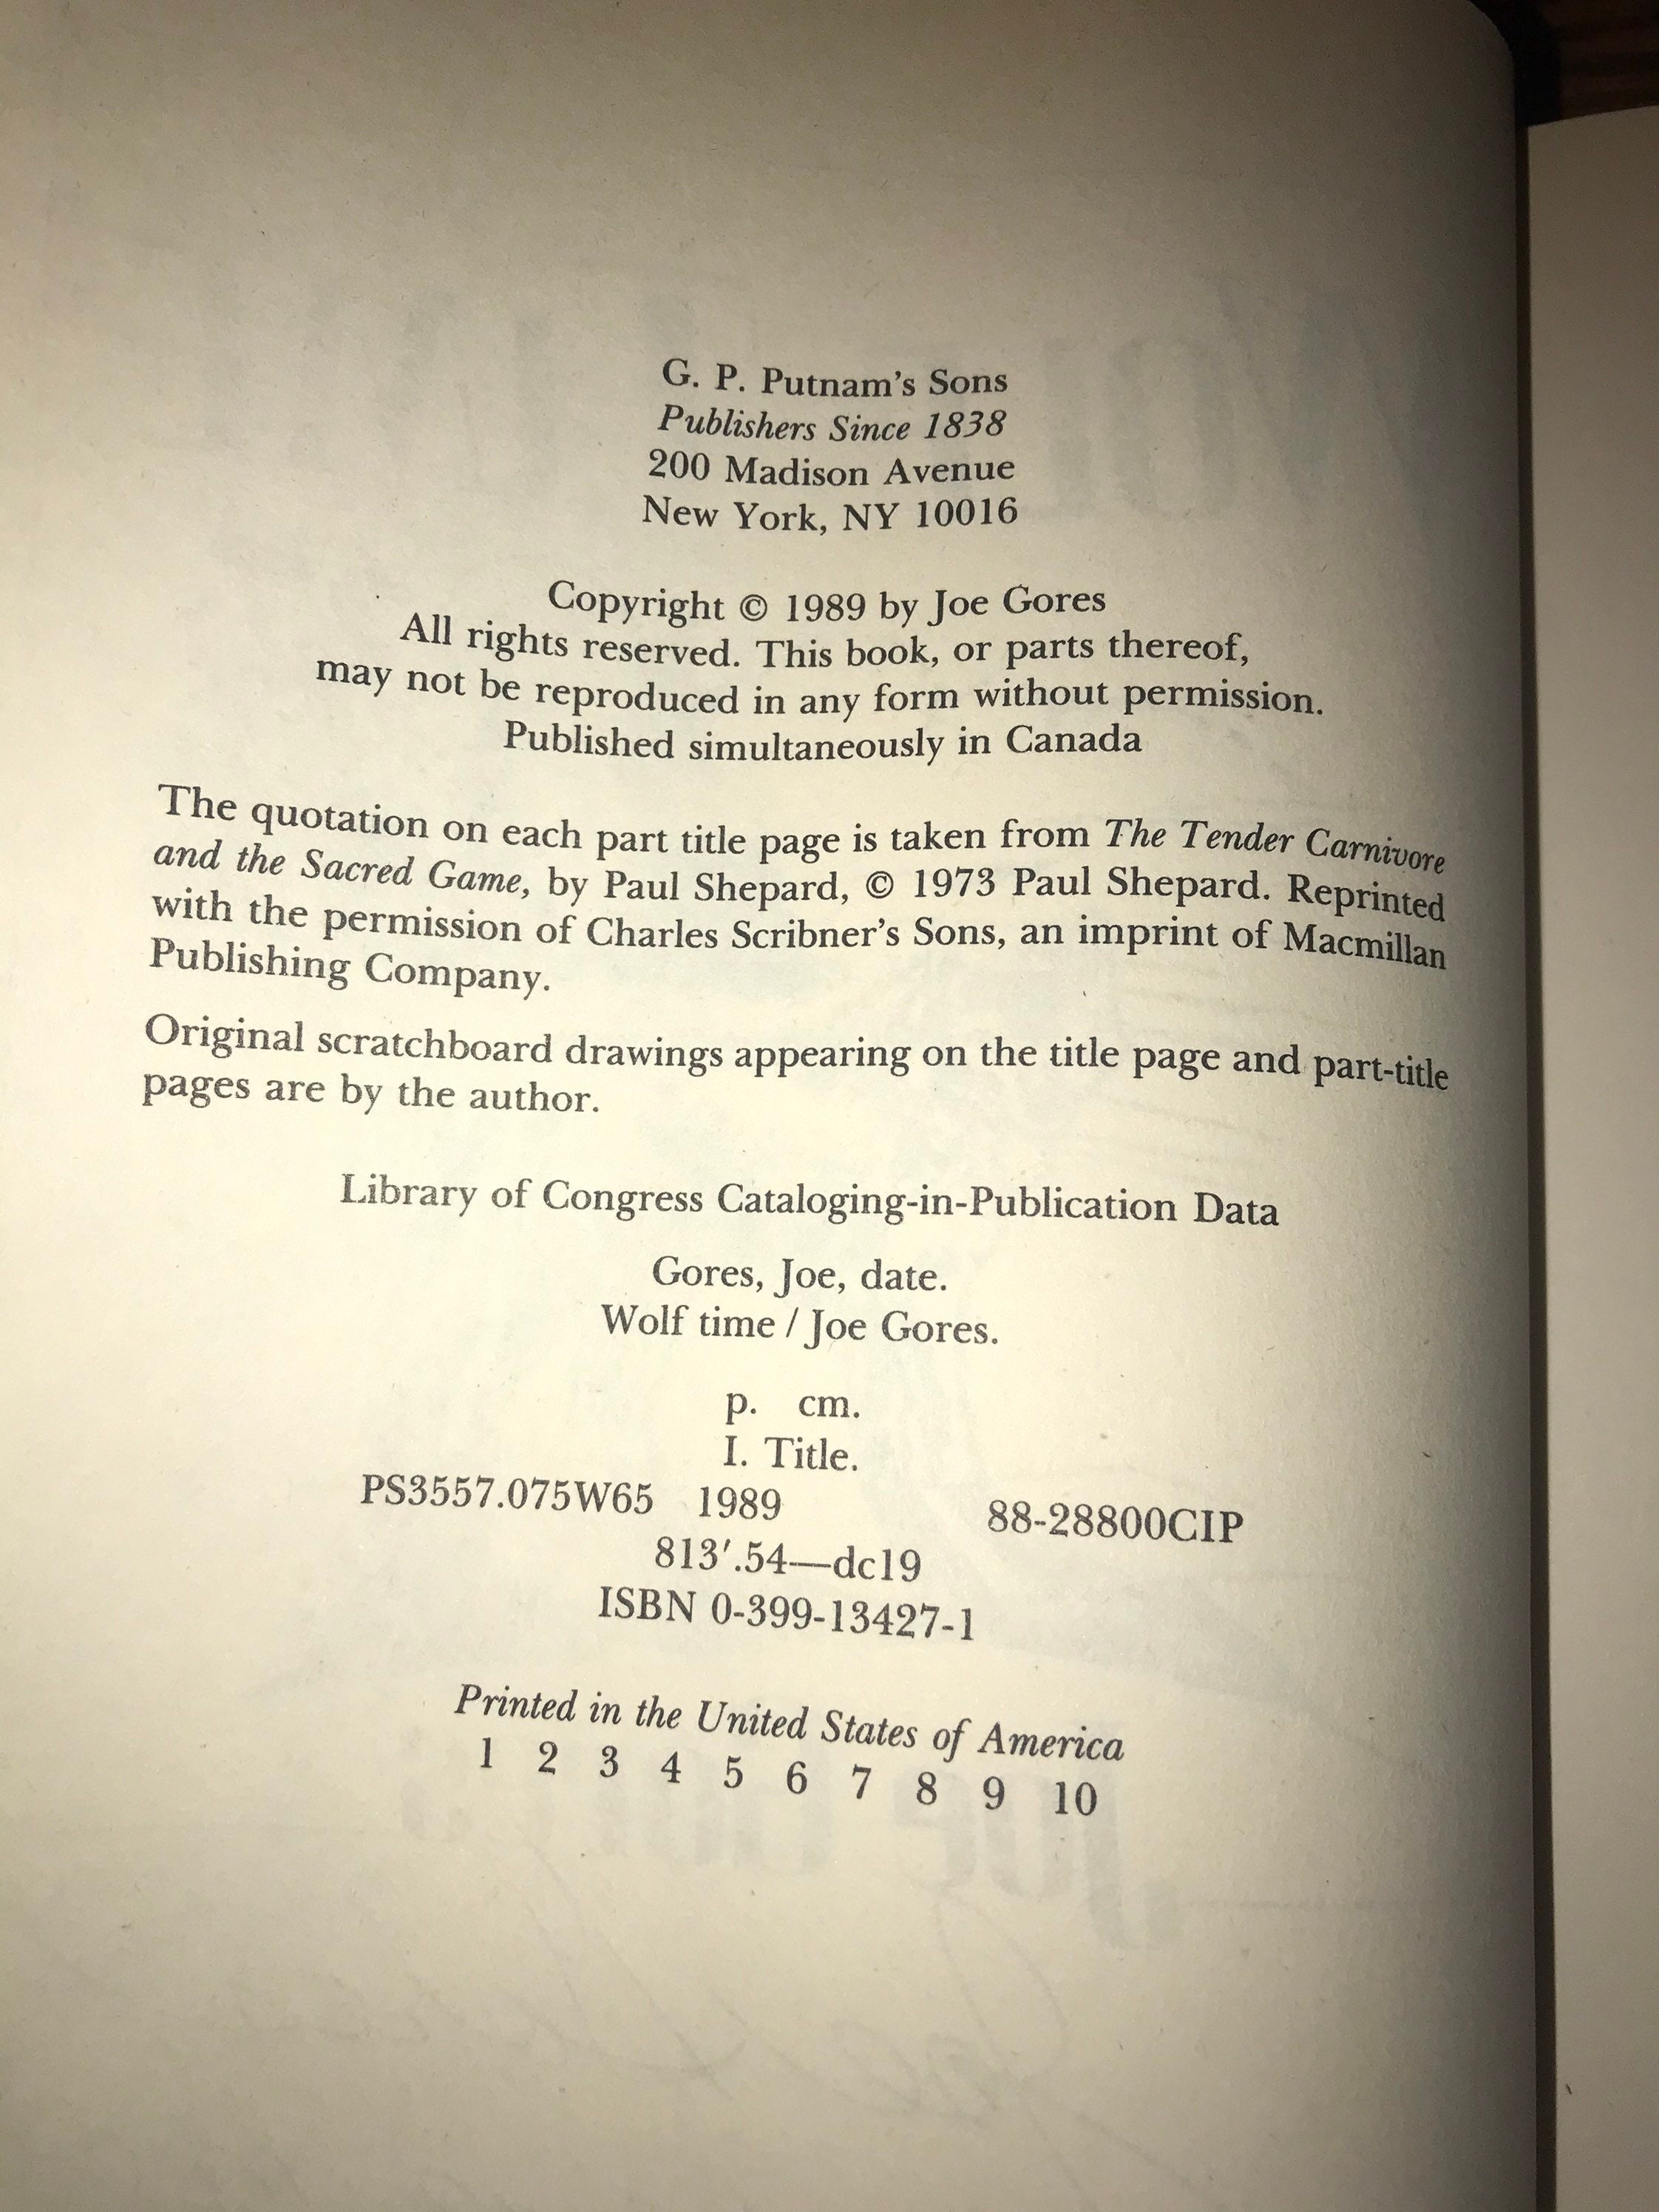 G. P. Putnam's Sons
Publishers Since 1838
200 Madison Avenue
New York, NY 10016
Copyright © 1989 by Joe Gores
All rights reserved. This book, or parts thereof,
may not be reproduced in any form without permission.
Published simultaneously in Canada
The quotation on each part title page is taken from The Tender Carnivore
and the Sacred Game, by Paul Shepard, © 1973 Paul Shepard. Reprinted
with the permission of Charles Scribner's Sons, an imprint of Macmillan
Publishing Company.
Original scratchboard drawings appearing on the title page and part-title
pages are by the author.
Library of Congress Cataloging-in-Publication Data
Gores, Joe, date.
Wolf time / Joe Gores.
p. cm.
I. Title.
PS3557.075W65 1989 88-28800CIP
813'.54—dc19
ISBN 0-399-13427-1
Printed in the United States of America
1 2 3 4 5 6 7 8 9 10